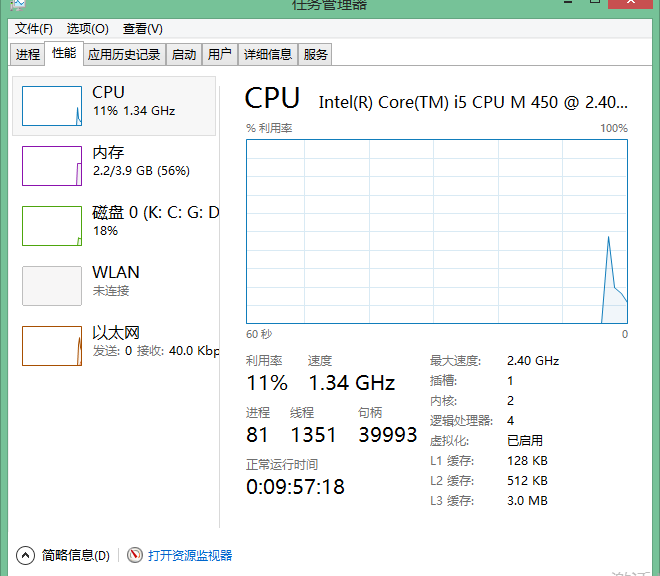 任务管理器
文件(F) 选项(O) 查看(V)
进程 性能 应用历史记录 启动 用户 详细信息 服务
CPU
11% 1.34 GHz
内存
2.2/3.9 GB (56%)
磁盘 0 (K: C: G: D
18%
WLAN
未连接
以太网
发送: 0 接收: 40.0 Kbp
CPU Intel(R) Core(TM) i5 CPU M 450 @ 2.40...
% 利用率 100%
60 秒 0
利用率 速度
11% 1.34 GHz
进程 线程 句柄
81 1351 39993
正常运行时间
0:09:57:18
最大速度: 2.40 GHz
插槽: 1
内核: 2
逻辑处理器: 4
虚拟化: 已启用
L1 缓存: 128 KB
L2 缓存: 512 KB
L3 缓存: 3.0 MB
简略信息(D) 打开资源监视器